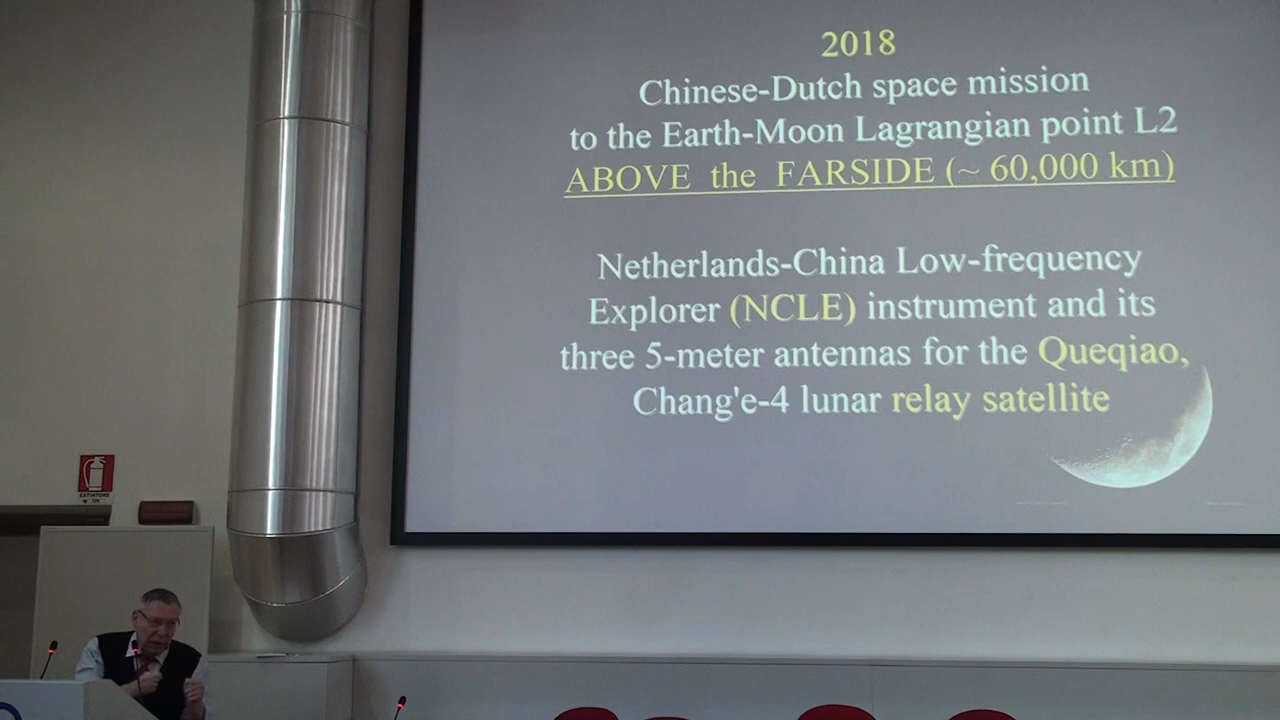 2018
Chinese-Dutch space mission
to the Earth-Moon Lagrangian point L2
ABOVE the FARSIDE (~ 60,000 km)
Netherlands-China Low-frequency
Explorer (NCLE) instrument and its
three 5-meter antennas for the Queqiao,
Chang'e-4 lunar relay satellite
ESTINTORE